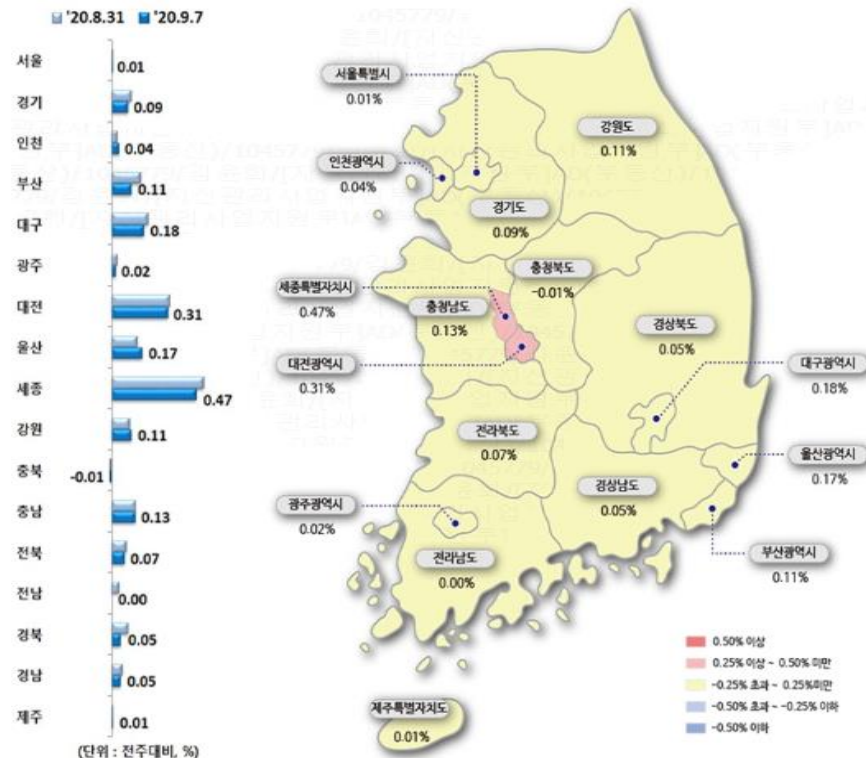 '20.8.31 '20.9.7
서울 0.01
경기 0.09
인천 0.04
부산 0.11
대구 0.18
광주 0.02
대전 0.31
울산 0.17
세종 0.47
강원 0.11
충북 -0.01
충남 0.13
전북 0.07
전남 0.00
경북 0.05
경남 0.05
제주 0.01
(단위 : 전주대비, %)
서울특별시
0.01%
강원도
0.11%
인천광역시
0.04%
경기도
0.09%
충청북도
-0.01%
세종특별자치시
0.47%
충청남도
0.13%
경상북도
0.05%
대전광역시
0.31%
대구광역시
0.18%
전라북도
0.07%
울산광역시
0.17%
경상남도
0.05%
광주광역시
0.02%
전라남도
0.00%
부산광역시
0.11%
제주특별자치도
0.01%
0.50% 이상
0.25% 이상 ~ 0.50% 미만
-0.25% 초과 ~ 0.25%미만
-0.50% 초과 ~ -0.25% 이하
-0.50% 이하